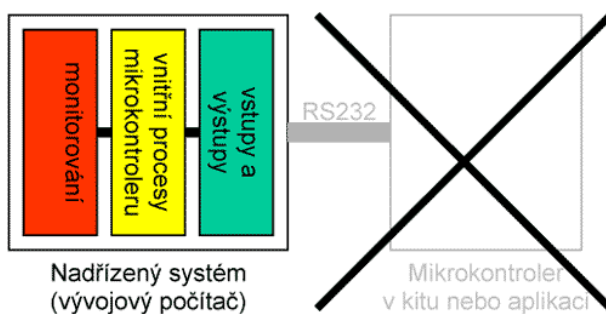 monitorování
vnitřní procesy
mikrokontroleru
vstupy a
výstupy
RS232
Nadřízený systém
(vývojový počítač)
Mikrokontroler
v kitu nebo aplikaci